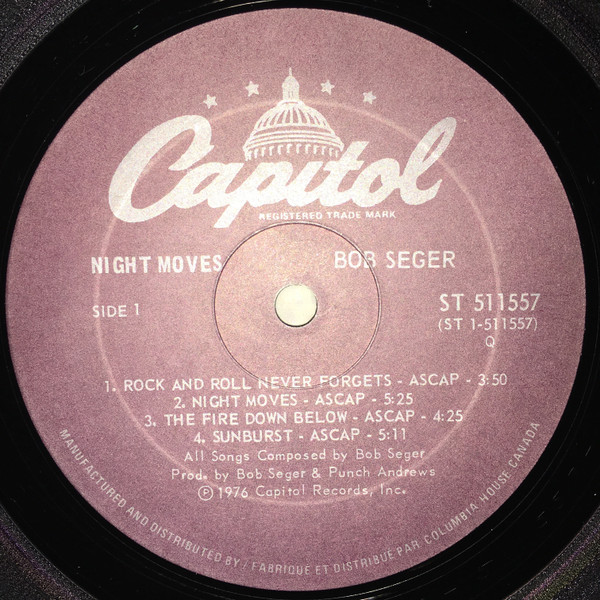 Capitol
REGISTERED TRADE MARK
NIGHT MOVES
BOB SEGER
SIDE 1
ST 511557
(ST 1-511557)
Q
1. ROCK AND ROLL NEVER FORGETS - ASCAP - 3:50
2. NIGHT MOVES - ASCAP - 5:25
3. THE FIRE DOWN BELOW - ASCAP - 4:25
4. SUNBURST - ASCAP - 5:11
All Songs Composed by Bob Seger
Prod. by Bob Seger & Punch Andrews
Ⓟ 1976 Capitol Records, Inc.
MANUFACTURED AND DISTRIBUTED BY / FABRIQUE ET DISTRIBUE PAR COLUMBIA HOUSE CANADA